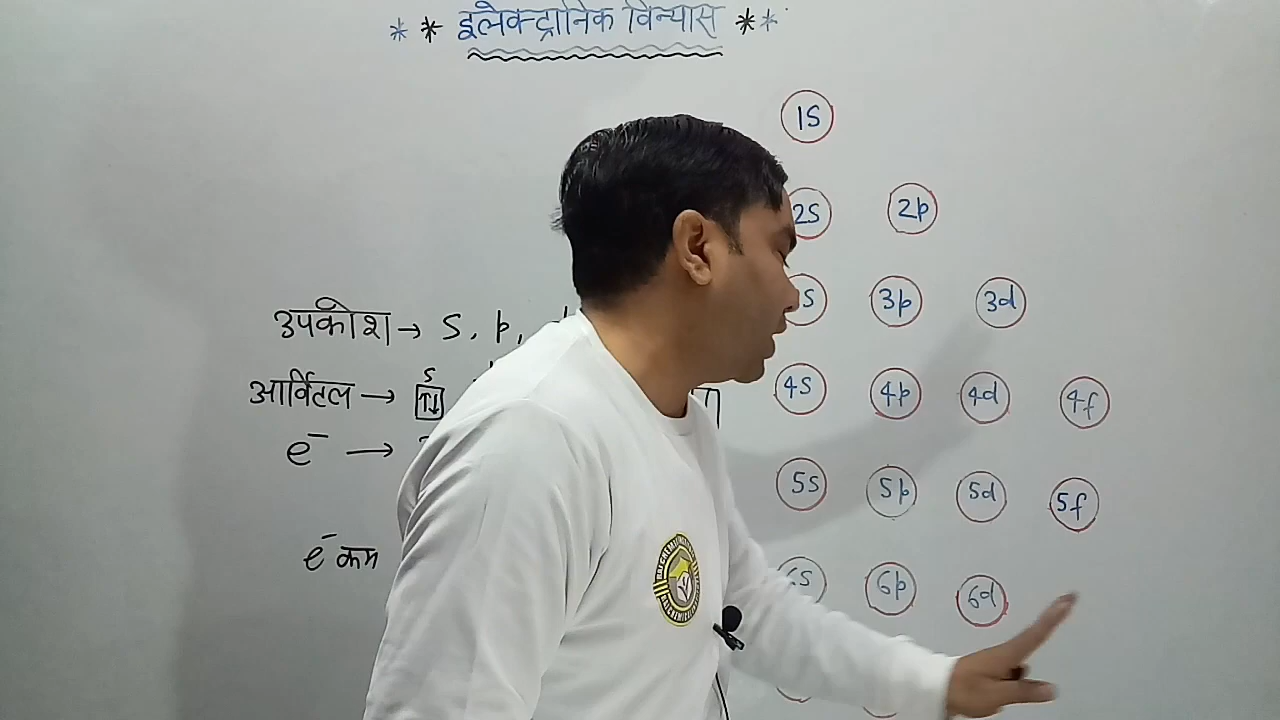 * * इलेक्ट्रॉनिक विन्यास * *
1S
2S 2p
S 3p 3d
उपकोश → S, p,
S
आर्विटल → ↑↓
4S 4p 4d 4f
e⁻ →
5S 5p 5d 5f
e⁻ कम
6S 6p 6d